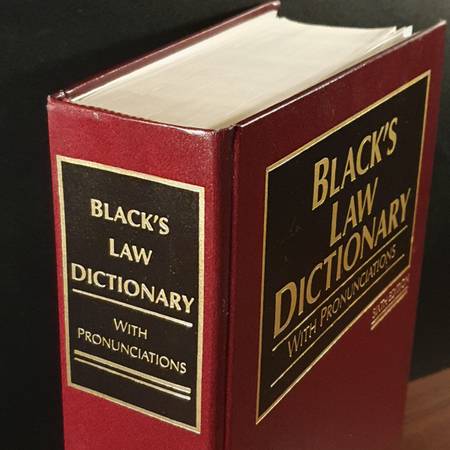 BLACK'S
LAW
DICTIONARY
WITH
PRONUNCIATIONS
BLACK'S
LAW
DICTIONARY
WITH PRONUNCIATIONS
SIXTH EDITION